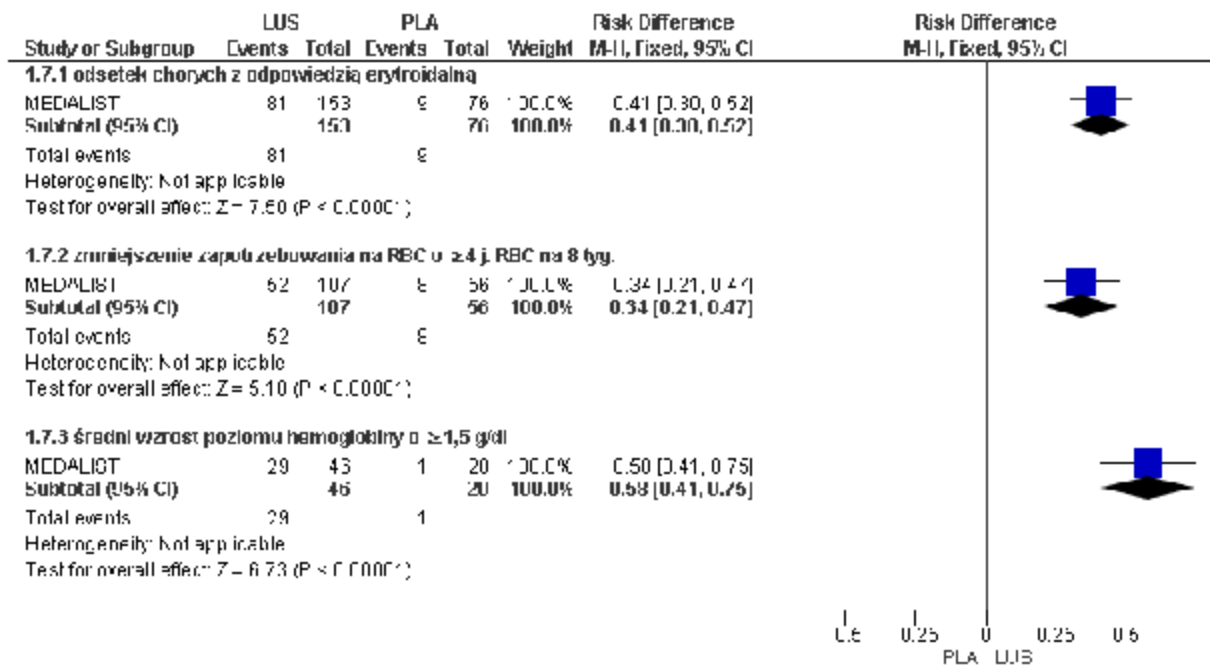 LUS PLA Risk Difference Risk Difference
Study or Subgroup Events Total Events Total Weight M-H, Fixed, 95% CI M-H, Fixed, 95% CI
1.7.1 odsetek chorych z odpowiedzią erytroidalną
MEDALIST 81 153 9 76 100.0% 0.41 [0.30, 0.52]
Subtotal (95% CI) 153 76 100.0% 0.41 [0.30, 0.52]
Total events 81 9
Heterogeneity: Not applicable
Test for overall effect: Z = 7.50 (P < 0.00001)
1.7.2 zmniejszenie zapotrzebowania na RBC o ≥4 j. RBC na 8 tyg.
MEDALIST 52 107 8 56 100.0% 0.34 [0.21, 0.47]
Subtotal (95% CI) 107 56 100.0% 0.34 [0.21, 0.47]
Total events 52 8
Heterogeneity: Not applicable
Test for overall effect: Z = 5.10 (P < 0.00001)
1.7.3 średni wzrost poziomu hemoglobiny o ≥1,5 g/dl
MEDALIST 29 46 1 20 100.0% 0.58 [0.41, 0.75]
Subtotal (95% CI) 46 20 100.0% 0.58 [0.41, 0.75]
Total events 29 1
Heterogeneity: Not applicable
Test for overall effect: Z = 6.73 (P < 0.00001)
0.25 0 0.25
PLA LUS